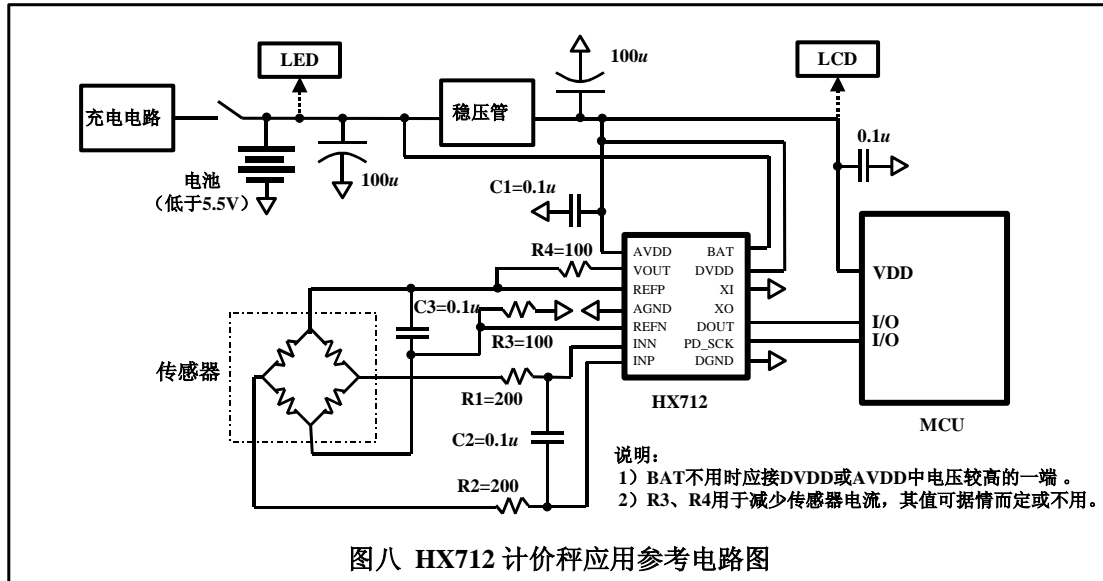 LED
100u
LCD
充电电路
稳压管
0.1u
电池
（低于5.5V）
100u
C1=0.1u
R4=100
AVDD
BAT
VOUT
DVDD
VDD
REFP
XI
C3=0.1u
AGND
XO
REFN
DOUT
I/O
R3=100
INN
PD_SCK
I/O
传感器
INP
DGND
R1=200
HX712
MCU
C2=0.1u
说明：
1）BAT不用时应接DVDD或AVDD中电压较高的一端 。
R2=200
2）R3、R4用于减少传感器电流，其值可据情而定或不用。
图八 HX712 计价秤应用参考电路图